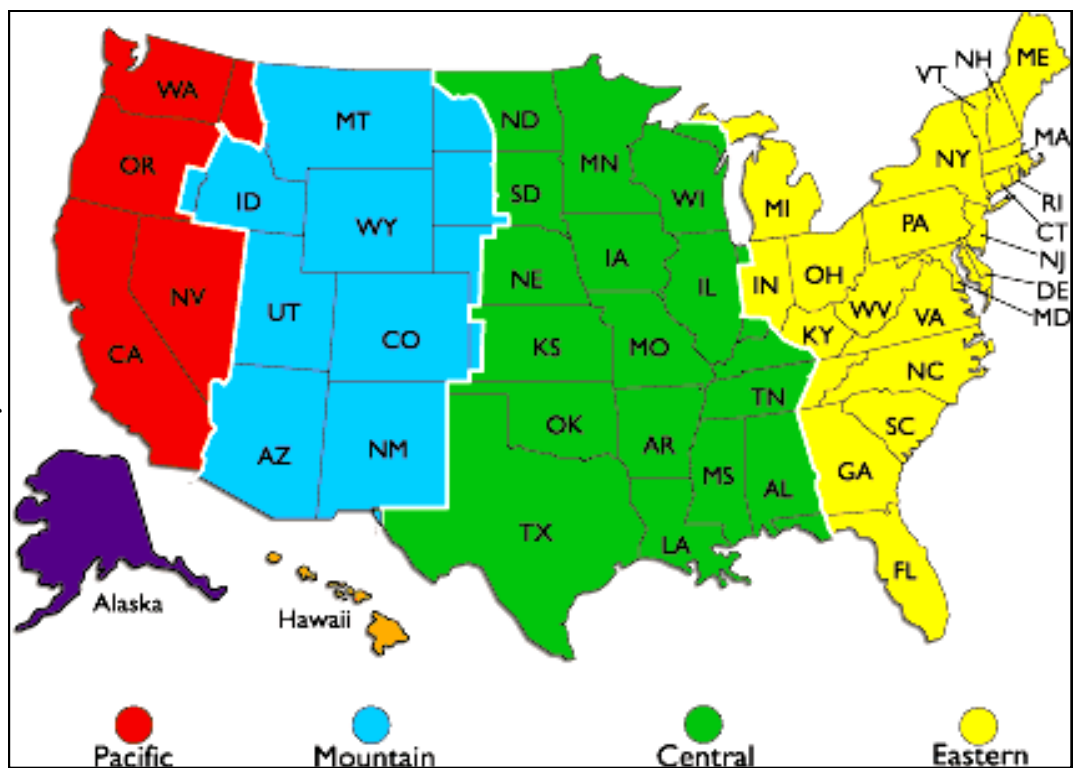 WA
MT
ND
MN
VT
NH
ME
OR
ID
WY
SD
WI
MI
NY
MA
RI
CT
NJ
DE
MD
PA
NV
UT
CO
NE
IA
IL
IN
OH
WV
VA
KY
CA
KS
MO
NC
TN
AZ
NM
OK
AR
SC
MS
AL
GA
TX
LA
FL
Alaska
Hawaii
Pacific
Mountain
Central
Eastern